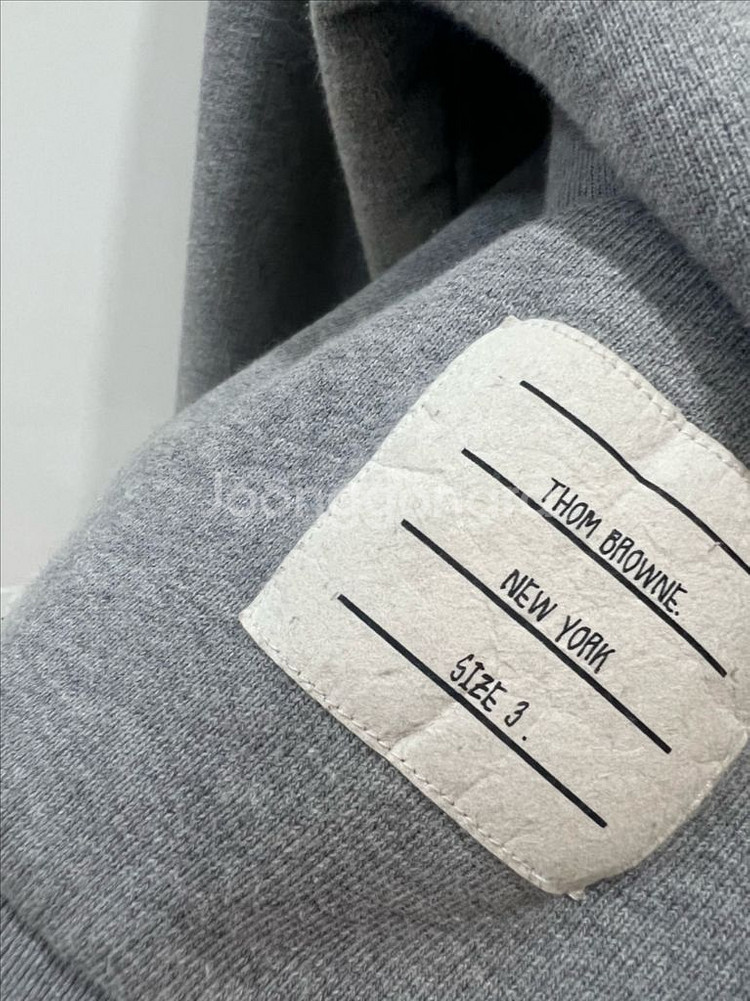 THOM BROWNE.
NEW YORK
SIZE 3.